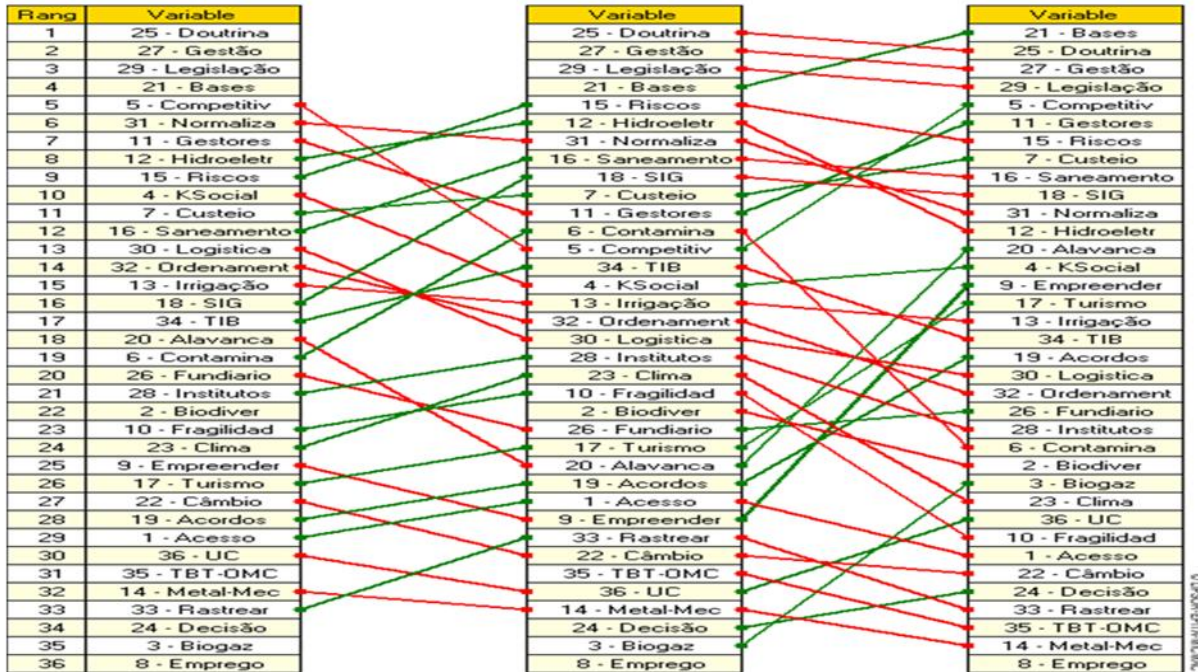 Rang Variable Variable Variable
1 25 - Doutrina 25 - Doutrina 21 - Bases
2 27 - Gestão 27 - Gestão 25 - Doutrina
3 29 - Legislação 29 - Legislação 27 - Gestão
4 21 - Bases 21 - Bases 29 - Legislação
5 5 - Competitiv 15 - Riscos 5 - Competitiv
6 31 - Normaliza 12 - Hidroeletr 11 - Gestores
7 11 - Gestores 31 - Normaliza 15 - Riscos
8 12 - Hidroeletr 16 - Saneamento 7 - Custeio
9 15 - Riscos 18 - SIG 16 - Saneamento
10 4 - KSocial 7 - Custeio 18 - SIG
11 7 - Custeio 11 - Gestores 31 - Normaliza
12 16 - Saneamento 6 - Contamina 12 - Hidroeletr
13 30 - Logistica 5 - Competitiv 20 - Alavanca
14 32 - Ordenament 34 - TIB 4 - KSocial
15 13 - Irrigação 4 - KSocial 9 - Empreender
16 18 - SIG 13 - Irrigação 17 - Turismo
17 34 - TIB 32 - Ordenament 13 - Irrigação
18 20 - Alavanca 30 - Logistica 34 - TIB
19 6 - Contamina 28 - Institutos 19 - Acordos
20 26 - Fundiario 23 - Clima 30 - Logistica
21 28 - Institutos 10 - Fragilidad 32 - Ordenament
22 2 - Biodiver 2 - Biodiver 26 - Fundiario
23 10 - Fragilidad 26 - Fundiario 28 - Institutos
24 23 - Clima 17 - Turismo 6 - Contamina
25 9 - Empreender 20 - Alavanca 2 - Biodiver
26 17 - Turismo 19 - Acordos 3 - Biogaz
27 22 - Câmbio 1 - Acesso 23 - Clima
28 19 - Acordos 9 - Empreender 36 - UC
29 1 - Acesso 33 - Rastrear 10 - Fragilidad
30 36 - UC 22 - Câmbio 1 - Acesso
31 35 - TBT-OMC 35 - TBT-OMC 22 - Câmbio
32 14 - Metal-Mec 36 - UC 24 - Decisão
33 33 - Rastrear 14 - Metal-Mec 33 - Rastrear
34 24 - Decisão 24 - Decisão 35 - TBT-OMC
35 3 - Biogaz 3 - Biogaz 14 - Metal-Mec
36 8 - Emprego 8 - Emprego 8 - Emprego